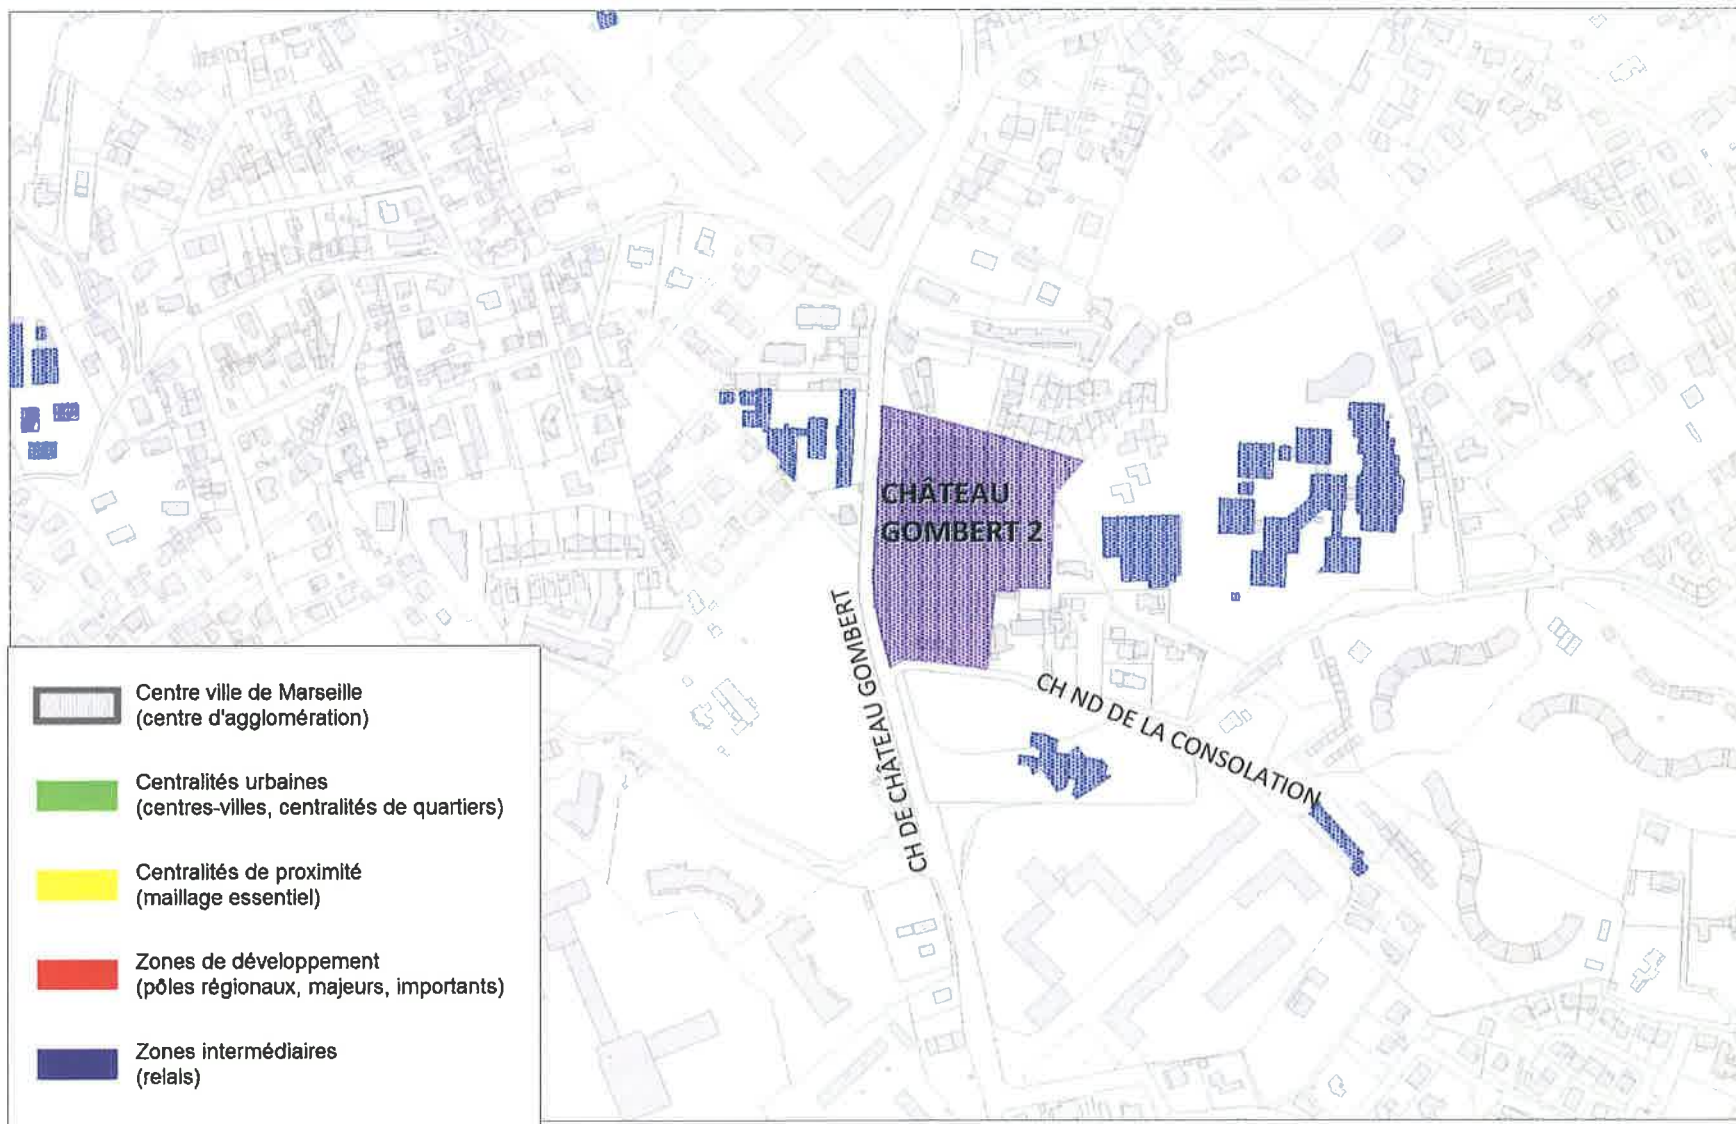 CHÂTEAU
GOMBERT 2
CH DE CHÂTEAU GOMBERT
CH ND DE LA CONSOLATION
Centre ville de Marseille
(centre d'agglomération)
Centralités urbaines
(centres-villes, centralités de quartiers)
Centralités de proximité
(maillage essentiel)
Zones de développement
(pôles régionaux, majeurs, importants)
Zones intermédiaires
(relais)